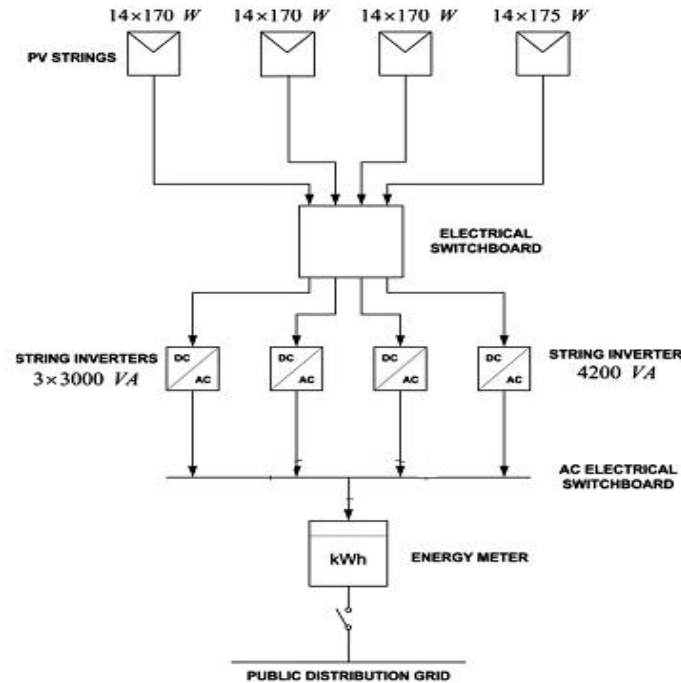 14×170 W 14×170 W 14×170 W 14×175 W
PV STRINGS
ELECTRICAL
SWITCHBOARD
STRING INVERTERS
3×3000 VA
DC
AC
DC
AC
DC
AC
DC
AC
STRING INVERTER
4200 VA
AC ELECTRICAL
SWITCHBOARD
kWh
ENERGY METER
PUBLIC DISTRIBUTION GRID